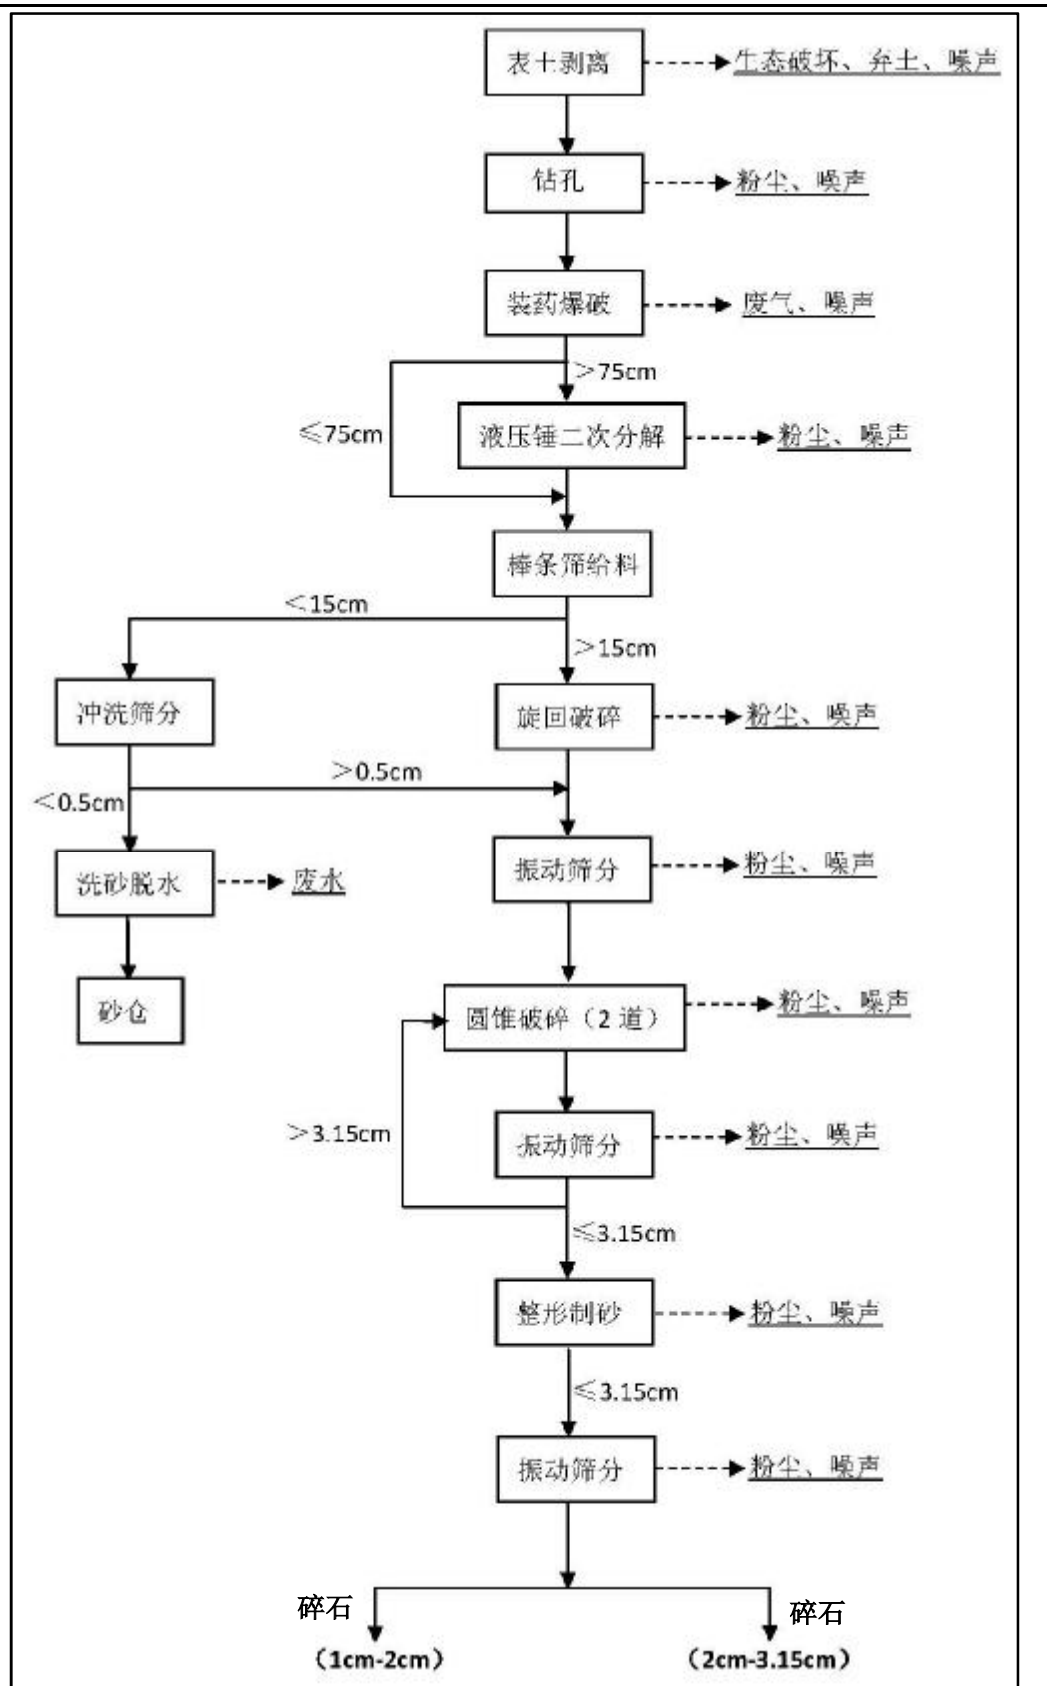 表土剥离
生态破坏、弃土、噪声
钻孔
粉尘、噪声
装药爆破
废气、噪声
＞75cm
≤75cm
液压锤二次分解
粉尘、噪声
棒条筛给料
＜15cm
＞15cm
冲洗筛分
旋回破碎
粉尘、噪声
＞0.5cm
＜0.5cm
振动筛分
粉尘、噪声
洗砂脱水
废水
砂仓
圆锥破碎（2 道）
粉尘、噪声
＞3.15cm
振动筛分
粉尘、噪声
≤3.15cm
整形制砂
粉尘、噪声
≤3.15cm
振动筛分
粉尘、噪声
碎石
（1cm-2cm）
碎石
（2cm-3.15cm）